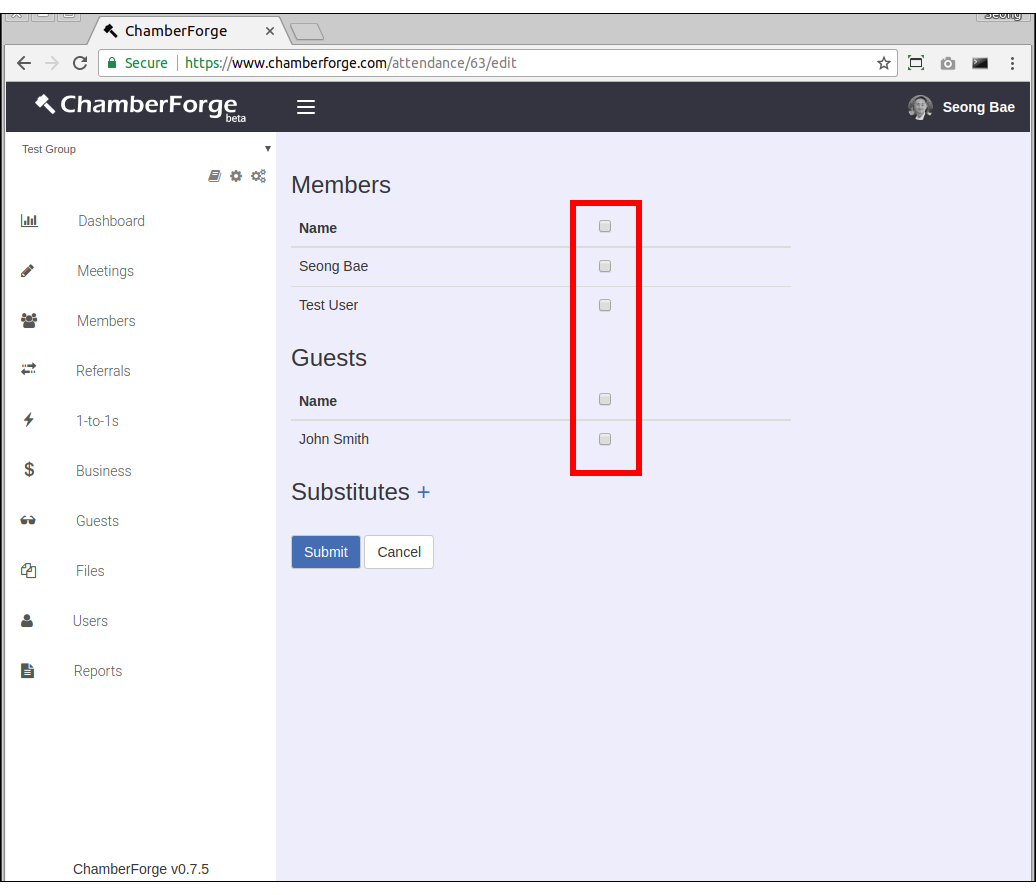 Seong
ChamberForge
Secure https://www.chamberforge.com/attendance/63/edit
ChamberForge
beta
Seong Bae
Test Group
Members
Name
Seong Bae
Test User
Guests
Name
John Smith
Substitutes +
Submit Cancel
Dashboard
Meetings
Members
Referrals
1-to-1s
Business
Guests
Files
Users
Reports
ChamberForge v0.7.5